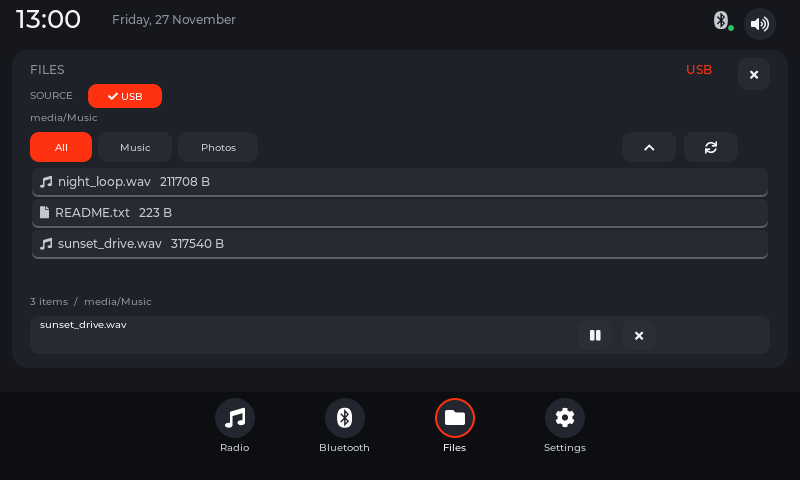 13:00 Friday, 27 November
FILES USB
SOURCE USB
media/Music
All Music Photos
night_loop.wav 211708 B
README.txt 223 B
sunset_drive.wav 317540 B
3 items / media/Music
sunset_drive.wav
Radio Bluetooth Files Settings